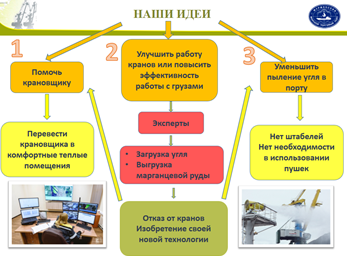 НАШИ ИДЕИ
1
Помочь
крановщику
Перевести
крановщика в
комфортные теплые
помещения
2
Улучшить работу
кранов или повысить
эффективность
работы с грузами
Эксперты
• Загрузка угля
• Выгрузка
марганцевой руды
Отказ от кранов
Изобретение своей
новой технологии
3
Уменьшить
пыление угля в
порту
Нет штабелей
Нет необходимости
в использовании
пушек